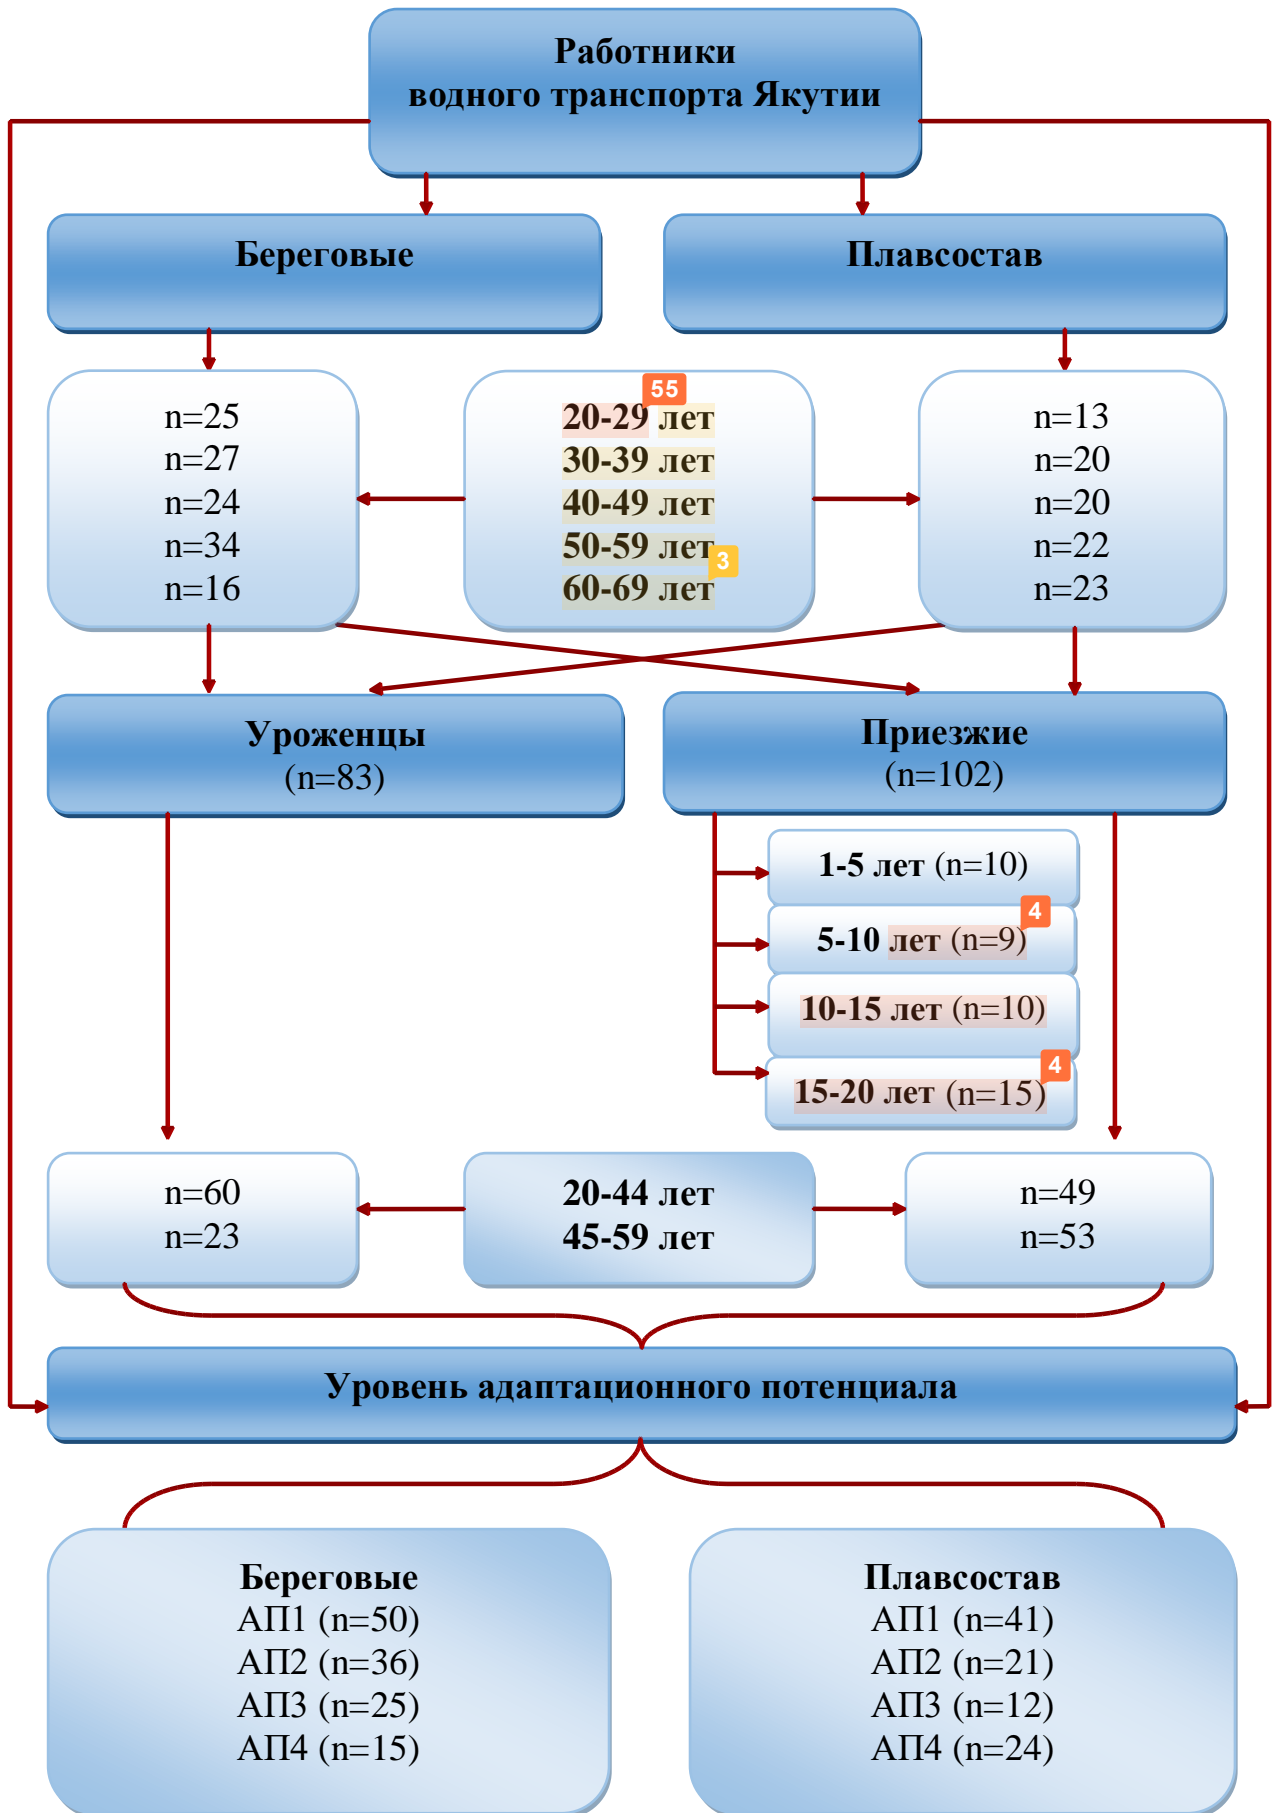 Работники
водного транспорта Якутии
Береговые
Плавсостав
n=25
n=27
n=24
n=34
n=16
55
20-29 лет
30-39 лет
40-49 лет
50-59 лет
3
60-69 лет
n=13
n=20
n=20
n=22
n=23
Уроженцы
(n=83)
Приезжие
(n=102)
1-5 лет (n=10)
4
5-10 лет (n=9)
10-15 лет (n=10)
4
15-20 лет (n=15)
n=60
n=23
20-44 лет
45-59 лет
n=49
n=53
Уровень адаптационного потенциала
Береговые
АП1 (n=50)
АП2 (n=36)
АП3 (n=25)
АП4 (n=15)
Плавсостав
АП1 (n=41)
АП2 (n=21)
АП3 (n=12)
АП4 (n=24)